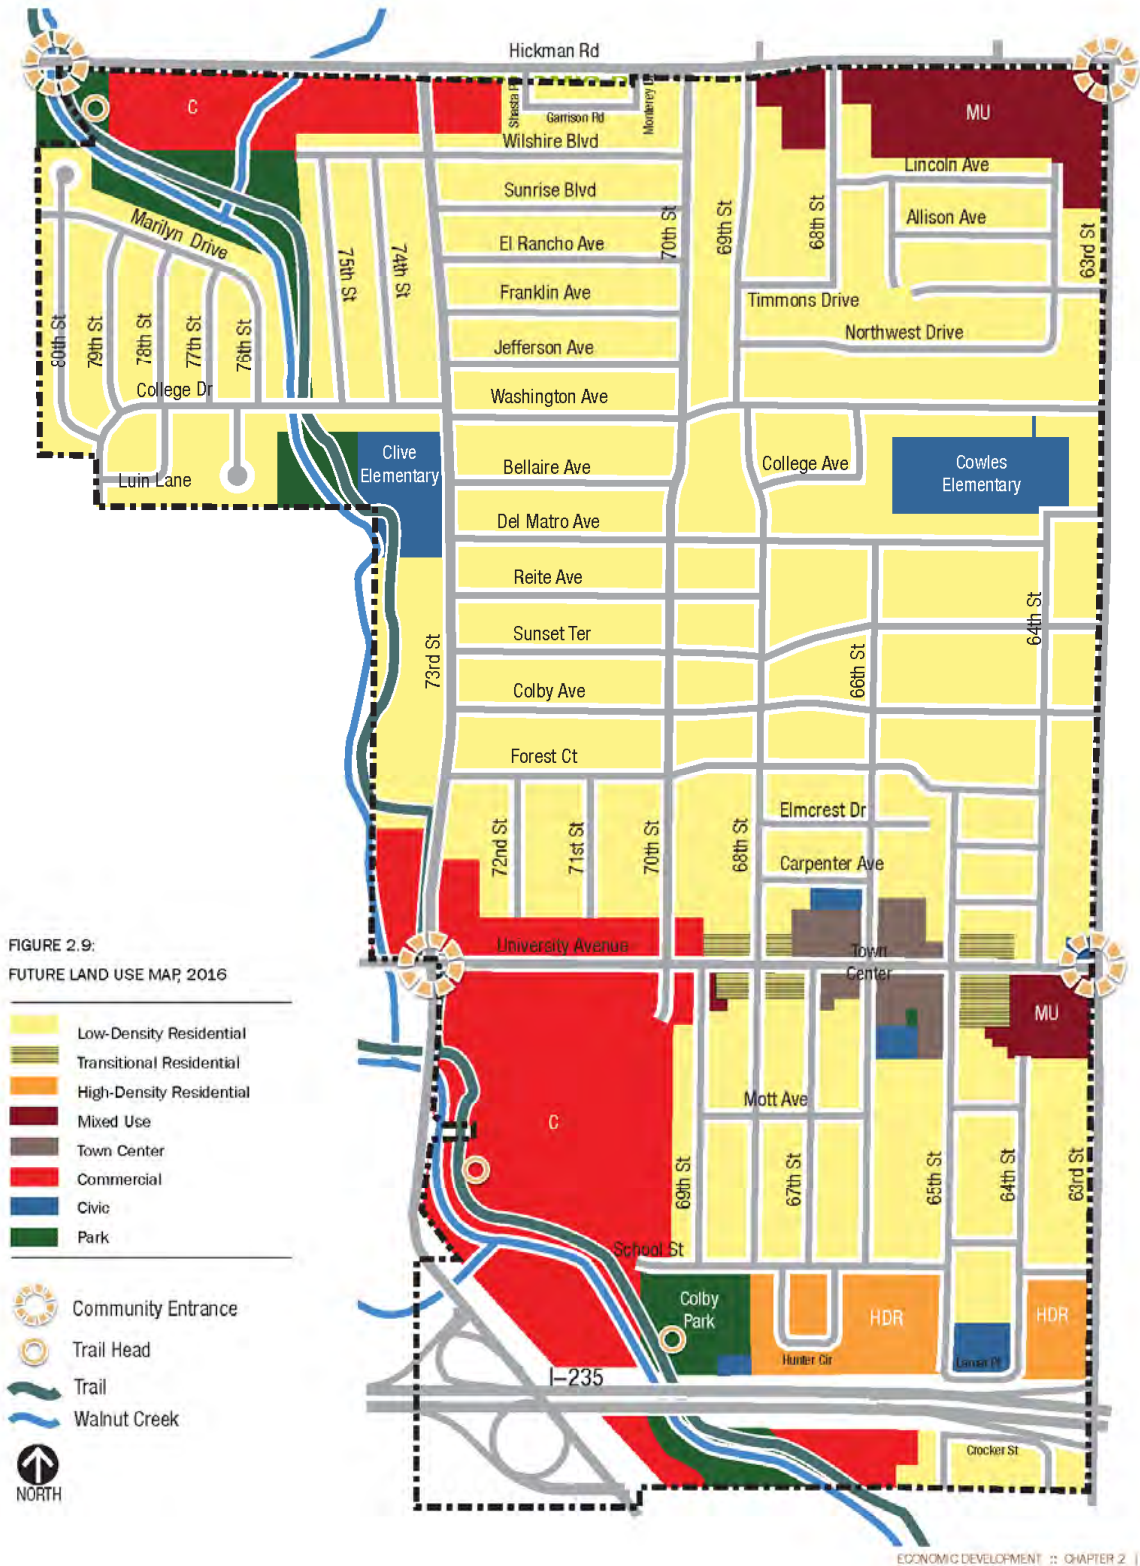 Hickman Rd
C
Shasta
Garrison Rd
Monterey D
MU
Wilshire Blvd
Lincoln Ave
Sunrise Blvd
68th St
Allison Ave
Marilyn Drive
70th St
69th St
El Rancho Ave
63rd St
75th St
74th St
Franklin Ave
Timmons Drive
80th St
79th St
78th St
77th St
76th St
Jefferson Ave
Northwest Drive
College Dr
Washington Ave
Clive
Elementary
Bellaire Ave
College Ave
Cowles
Elementary
Luin Lane
Del Matro Ave
Reite Ave
64th St
Sunset Ter
73rd St
66th St
Colby Ave
Forest Ct
Elmcrest Dr
72nd St
71st St
70th St
68th St
Carpenter Ave
FIGURE 2.9:
FUTURE LAND USE MAP, 2016
University Avenue
Town
Center
MU
Low-Density Residential
Transitional Residential
High-Density Residential
Mixed Use
Town Center
Commercial
Civic
Park
Mott Ave
C
69th St
67th St
65th St
64th St
63rd St
School St
Community Entrance
Trail Head
Trail
Walnut Creek
NORTH
Colby
Park
HDR
HDR
Hunter Cir
Lamar Pl
I-235
Crocker St
ECONOMIC DEVELOPMENT :: CHAPTER 2 |